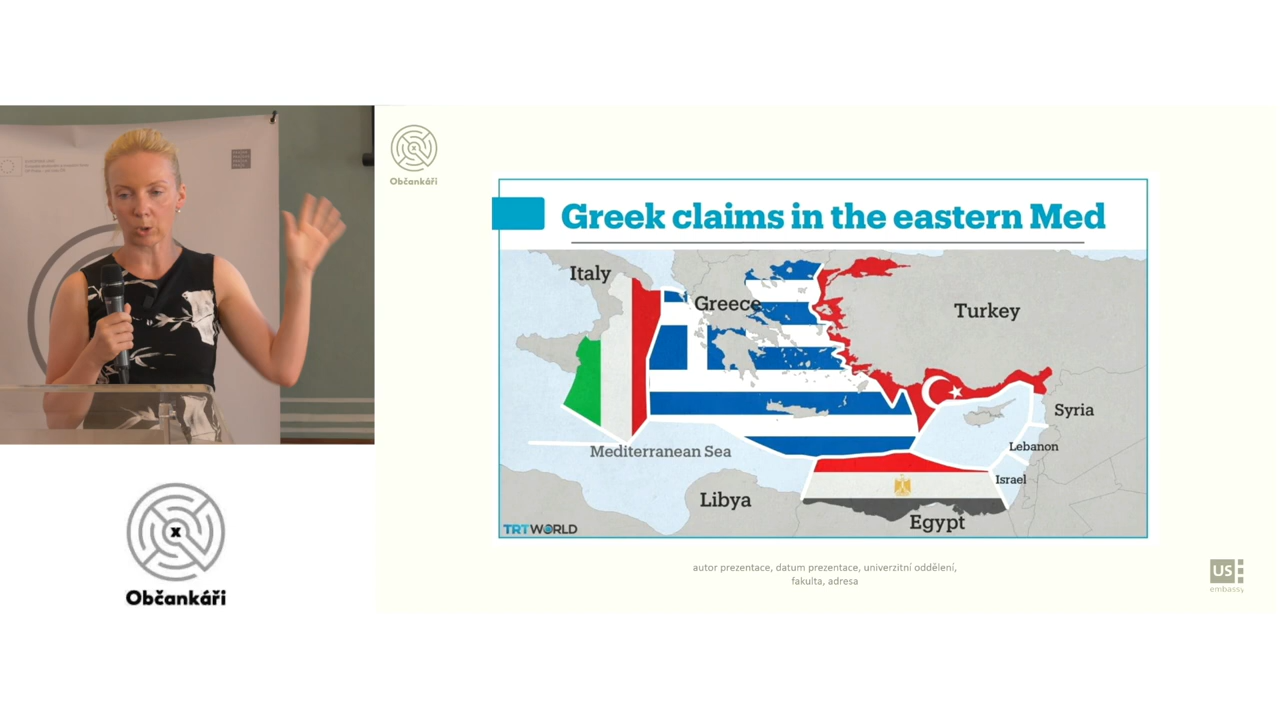 Občankáři
Greek claims in the eastern Med
Italy
Greece
Turkey
Syria
Mediterranean Sea
Lebanon
Israel
Libya
Egypt
TRT WORLD
autor prezentace, datum prezentace, univerzitní oddělení,
fakulta, adresa
US
embassy
x
Občankáři